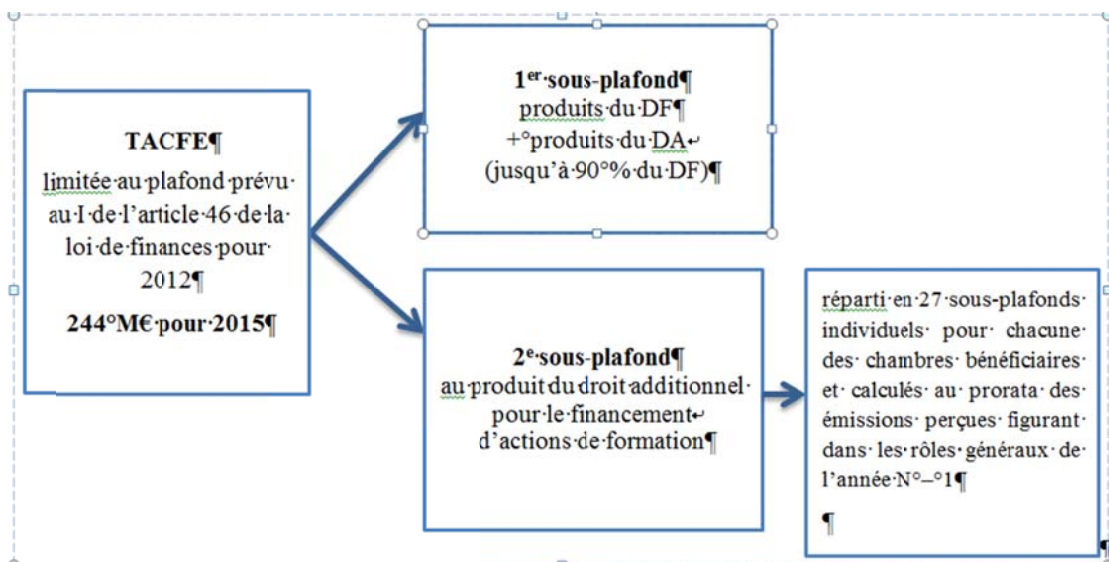 TACFE¶
limitée·au·plafond·prévu·
au·I·de·l’article·46·de·la·
loi·de·finances·pour·
2012¶
244°M€·pour·2015¶
1er·sous-plafond¶
produits·du·DF¶
+°produits·du·DA↵
(jusqu’à·90°%·du·DF)¶
2e·sous-plafond¶
au·produit·du·droit·additionnel·
pour·le·financement↵
d’actions·de·formation¶
réparti·en·27·sous-plafonds·
individuels·pour·chacune·
des·chambres·bénéficiaires·
et·calculés·au·prorata·des·
émissions·perçues·figurant·
dans·les·rôles·généraux·de·
l’année·N°–°1¶
¶
¶